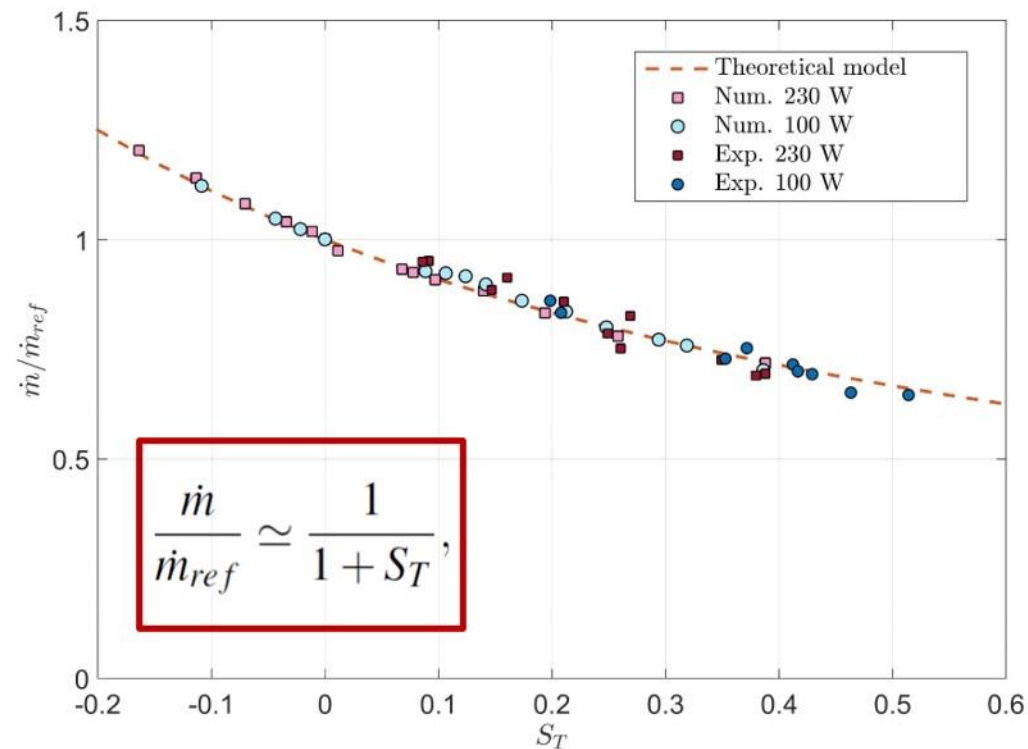 1.5
1
0.5
0
-0.2 -0.1 0 0.1 0.2 0.3 0.4 0.5 0.6
S_T
ṁ/ṁ_ref
Theoretical model
Num. 230 W
Num. 100 W
Exp. 230 W
Exp. 100 W
ṁ/ṁ_ref ≃ 1/(1 + S_T),